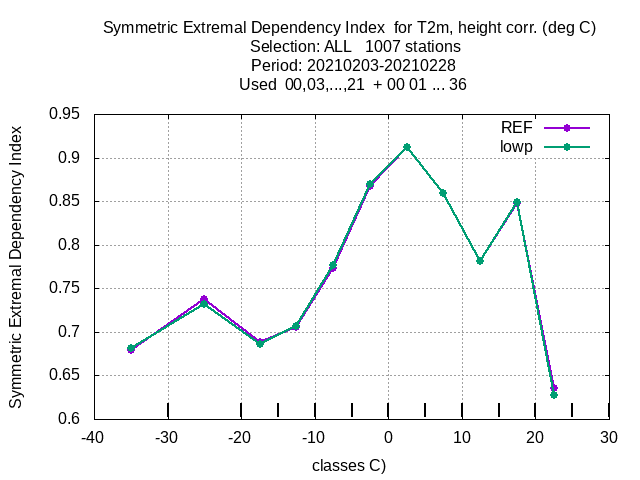 Symmetric Extremal Dependency Index  for T2m, height corr. (deg C)
Selection: ALL   1007 stations
Period: 20210203-20210228
Used  00,03,...,21  + 00 01 ... 36
Symmetric Extremal Dependency Index
0.95
0.9
0.85
0.8
0.75
0.7
0.65
0.6
REF
lowp
-40 -30 -20 -10 0 10 20 30
classes C)